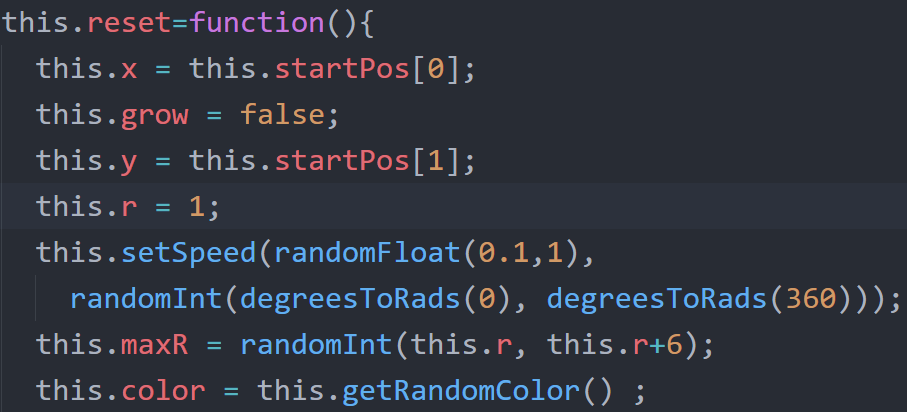 this.reset=function(){
this.x = this.startPos[0];
this.grow = false;
this.y = this.startPos[1];
this.r = 1;
this.setSpeed(randomFloat(0.1,1),
randomInt(degreesToRads(0), degreesToRads(360)));
this.maxR = randomInt(this.r, this.r+6);
this.color = this.getRandomColor() ;